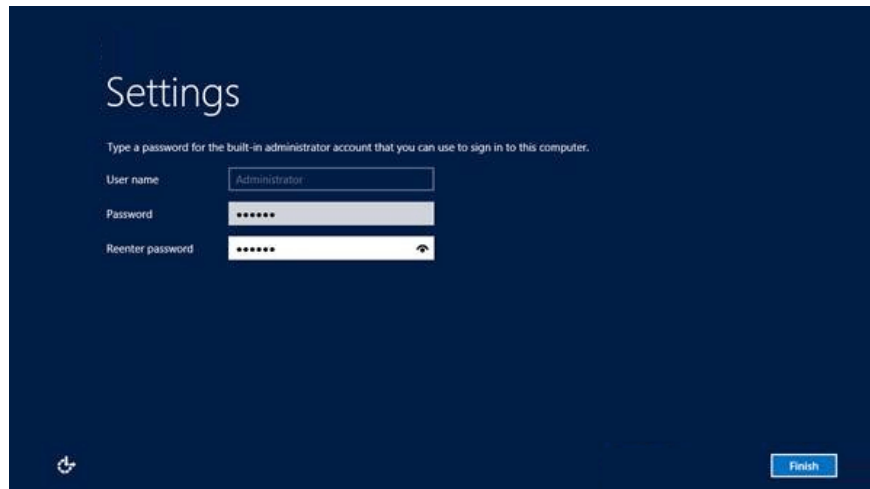 Settings
Type a password for the built-in administrator account that you can use to sign in to this computer.
User name Administrator
Password ••••••
Reenter password ••••••
Finish